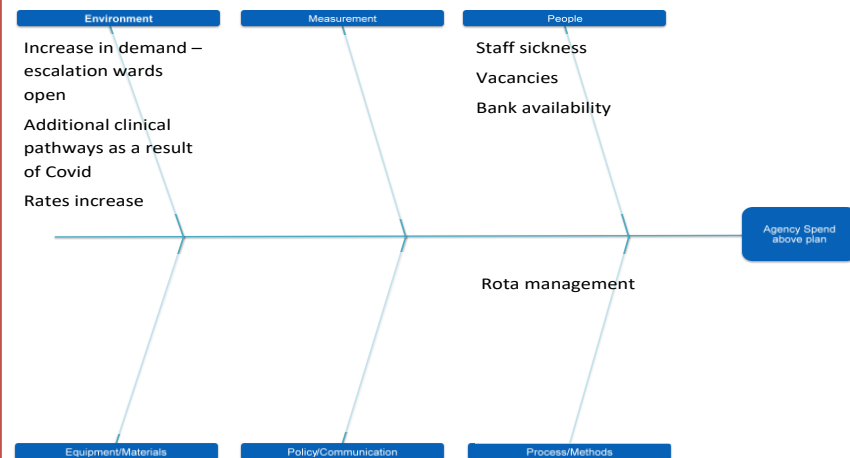 Environment
Measurement
People
Increase in demand –
escalation wards
open
Additional clinical
pathways as a result
of Covid
Rates increase
Staff sickness
Vacancies
Bank availability
Agency Spend
above plan
Rota management
Equipment/Materials
Policy/Communication
Process/Methods